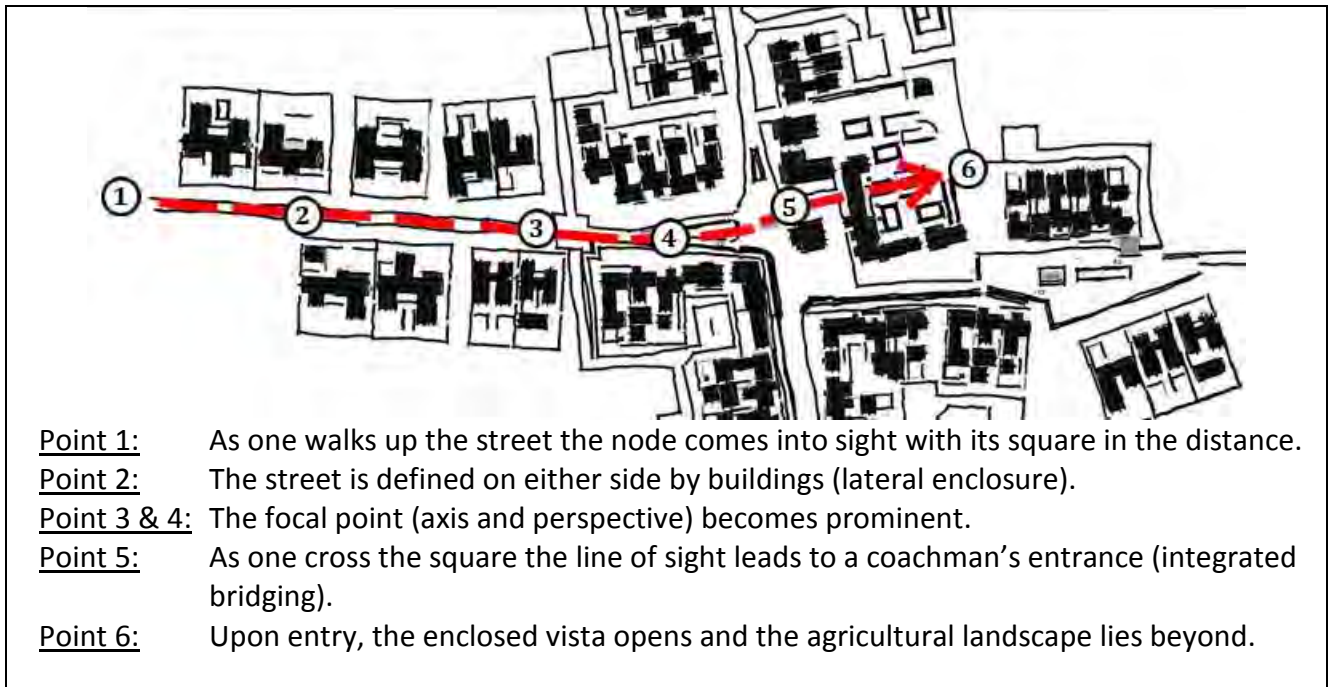 1
2
3
4
5
6
Point 1: As one walks up the street the node comes into sight with its square in the distance.
Point 2: The street is defined on either side by buildings (lateral enclosure).
Point 3 & 4: The focal point (axis and perspective) becomes prominent.
Point 5: As one cross the square the line of sight leads to a coachman’s entrance (integrated
bridging).
Point 6: Upon entry, the enclosed vista opens and the agricultural landscape lies beyond.